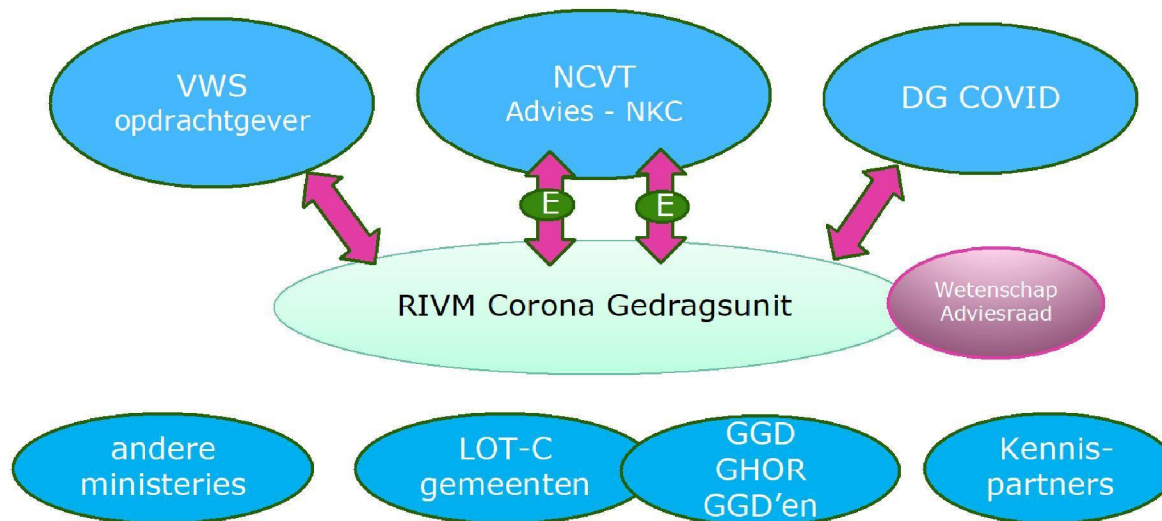 VWS
opdrachtgever
NCVT
Advies - NKC
DG COVID
E
E
RIVM Corona Gedragsunit
Wetenschap
Adviesraad
andere
ministeries
LOT-C
gemeenten
GGD
GHOR
GGD'en
Kennis-
partners